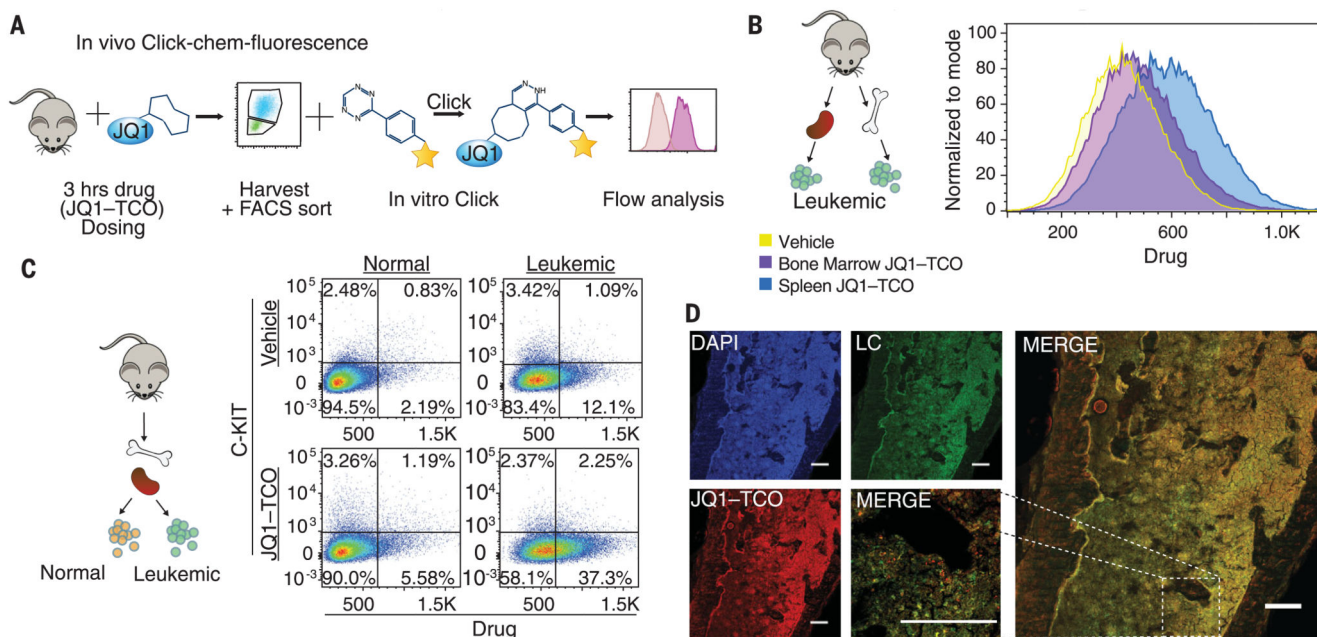 A
In vivo Click-chem-fluorescence
JQ1
3 hrs drug
(JQ1–TCO)
Dosing
Harvest
+ FACS sort
N
N
N
N
Click
In vitro Click
N
NH
JQ1
Flow analysis
B
Leukemic
Normalized to mode
100
80
60
40
20
0
200
600
1.0K
Drug
Vehicle
Bone Marrow JQ1–TCO
Spleen JQ1–TCO
C
Normal
Leukemic
Normal
Leukemic
C-KIT
Vehicle
10⁵
10⁴
10³
0
10⁻³
2.48%
0.83%
94.5%
2.19%
500
1.5K
10⁵
10⁴
10³
0
10⁻³
3.42%
1.09%
83.4%
12.1%
500
1.5K
JQ1–TCO
10⁵
10⁴
10³
0
10⁻³
3.26%
1.19%
90.0%
5.58%
500
1.5K
10⁵
10⁴
10³
0
10⁻³
2.37%
2.25%
58.1%
37.3%
500
1.5K
Drug
D
DAPI
LC
MERGE
JQ1–TCO
MERGE